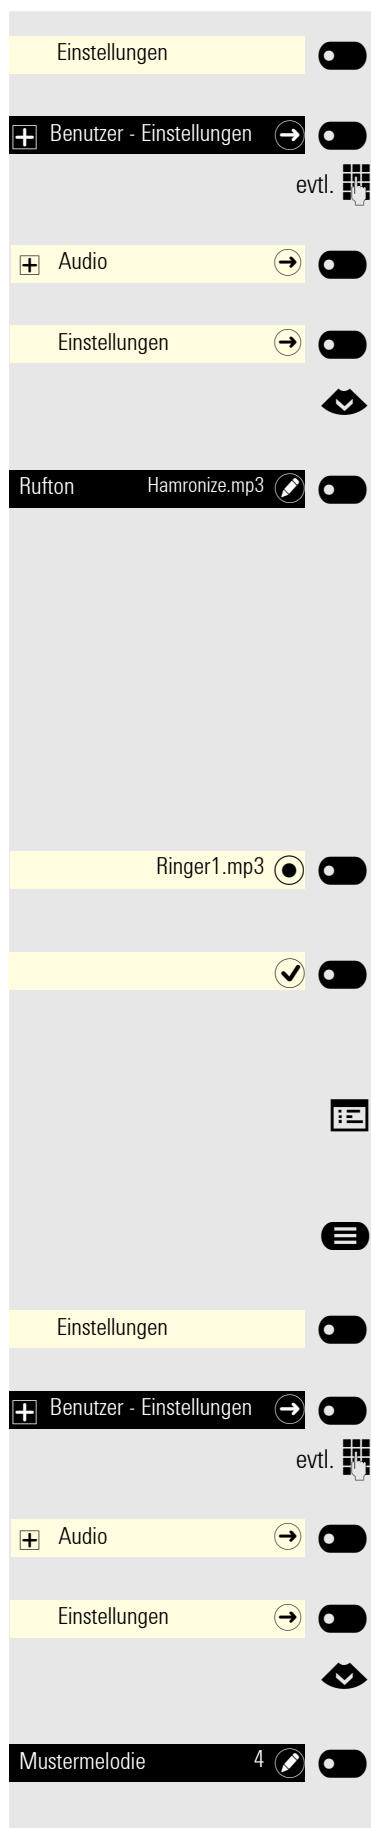 Einstellungen
Benutzer - Einstellungen
evtl.
Audio
Einstellungen
Rufton Hamronize.mp3
Ringer1.mp3
Einstellungen
Benutzer - Einstellungen
evtl.
Audio
Einstellungen
Mustermelodie 4